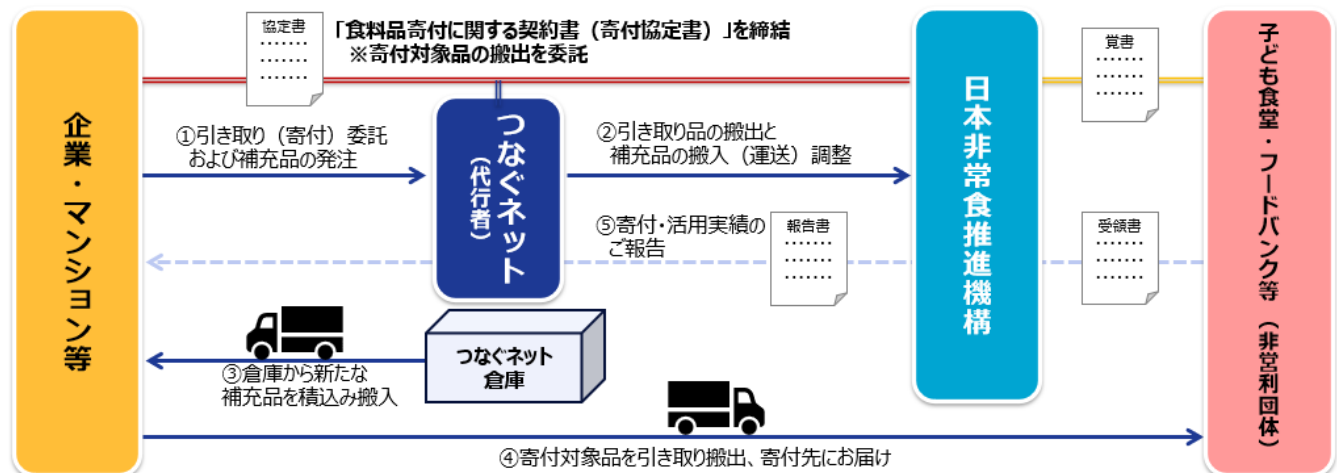 協定書
「食料品寄付に関する契約書（寄付協定書）」を締結
※寄付対象品の搬出を委託
覚書
企業・マンション等
つなぐネット
（代行者）
日本非常食推進機構
子ども食堂・フードバンク等　（非営利団体）
①引き取り（寄付）委託
および補充品の発注
②引き取り品の搬出と
補充品の搬入（運送）調整
⑤寄付・活用実績の
ご報告
報告書
受領書
つなぐネット
倉庫
③倉庫から新たな
補充品を積込み搬入
④寄付対象品を引き取り搬出、寄付先にお届け